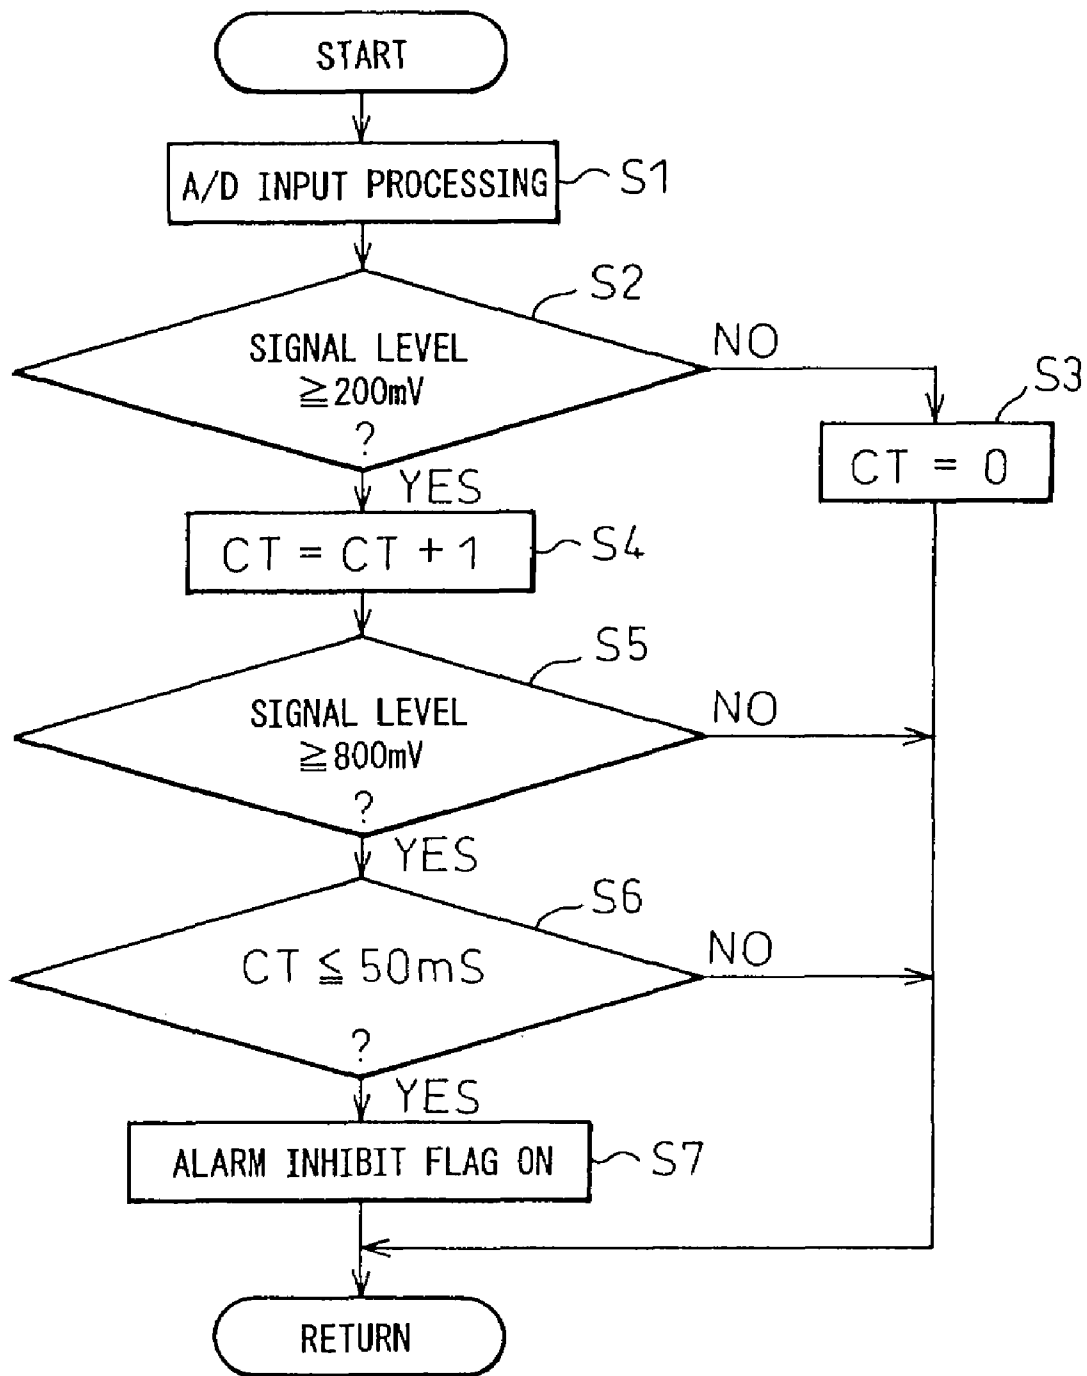 START
A/D INPUT PROCESSING
S1
S2
SIGNAL LEVEL
≧200mV
?
NO
YES
S3
CT = 0
CT = CT + 1
S4
S5
SIGNAL LEVEL
≧800mV
?
NO
YES
S6
CT ≦ 50mS
?
NO
YES
ALARM INHIBIT FLAG ON
S7
RETURN